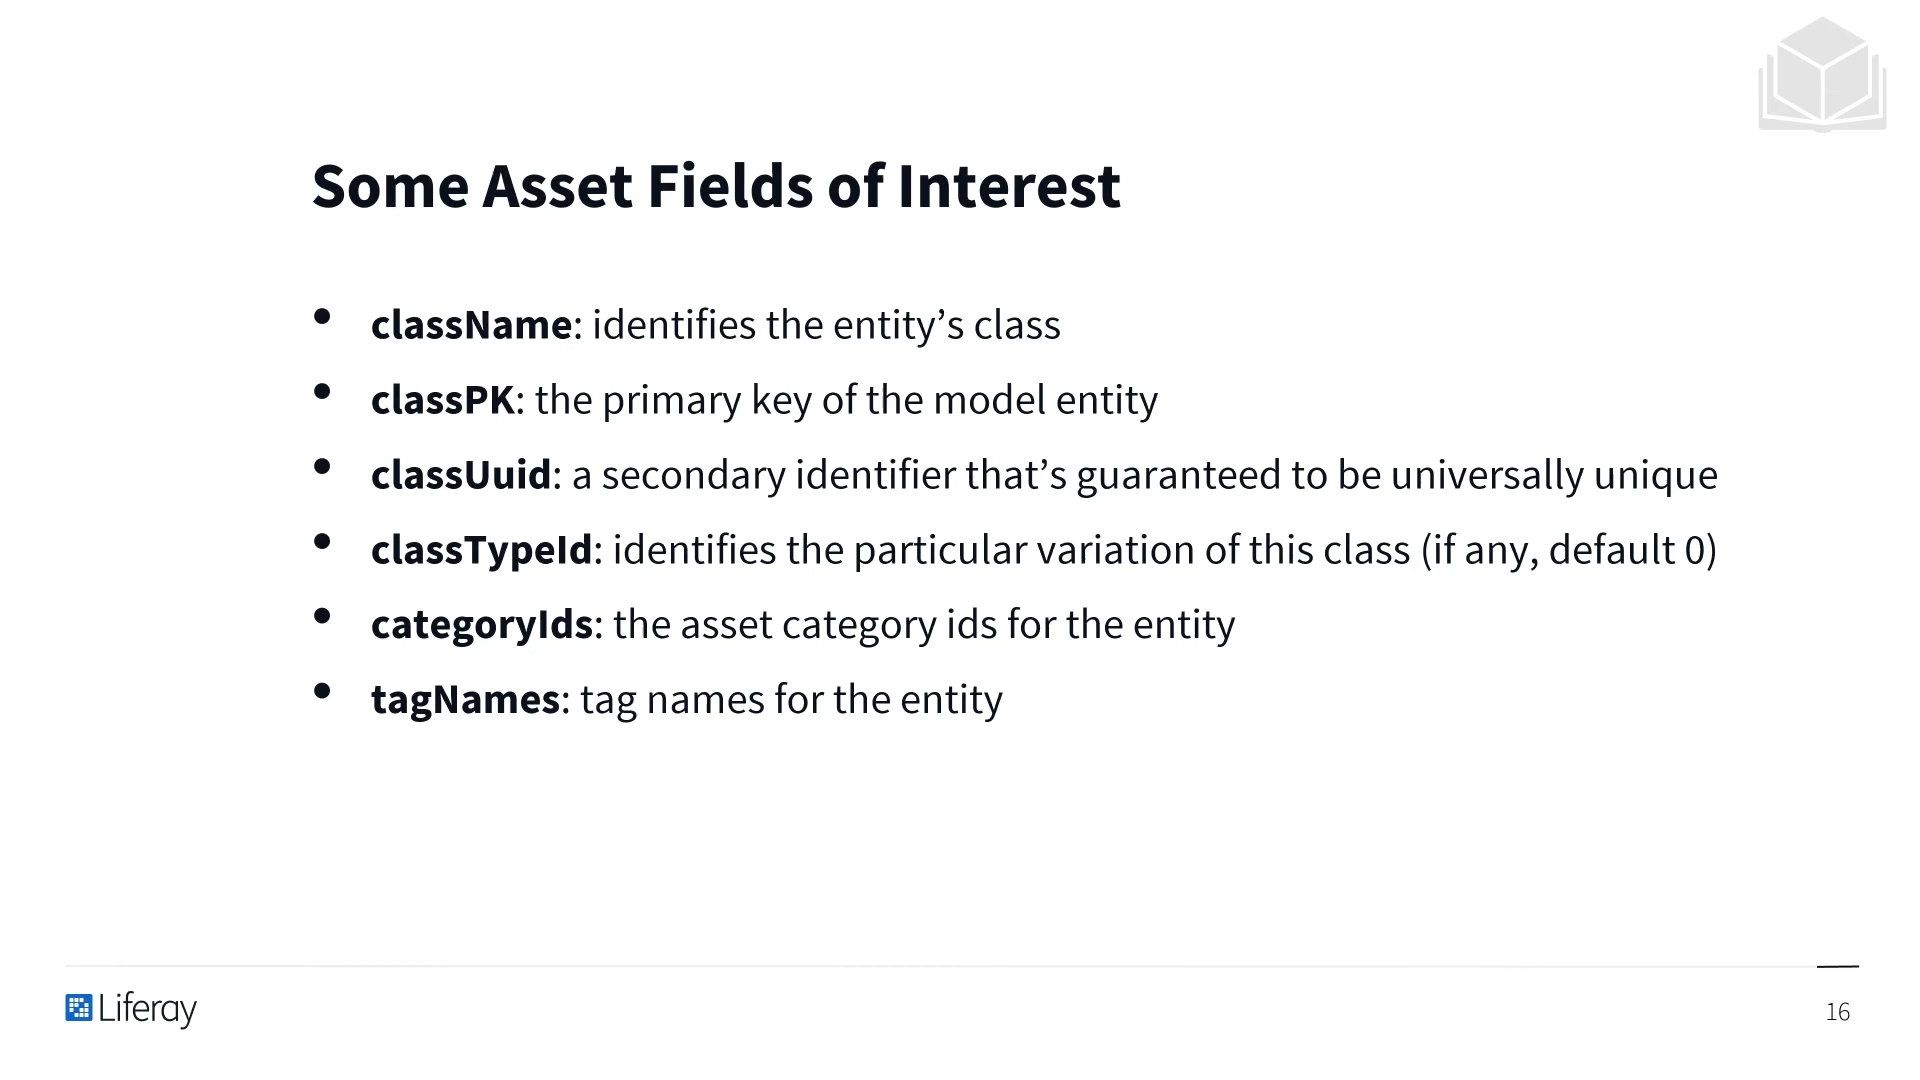 Some Asset Fields of Interest
• className: identifies the entity’s class
• classPK: the primary key of the model entity
• classUuid: a secondary identifier that’s guaranteed to be universally unique
• classTypeId: identifies the particular variation of this class (if any, default 0)
• categoryIds: the asset category ids for the entity
• tagNames: tag names for the entity
Liferay
16